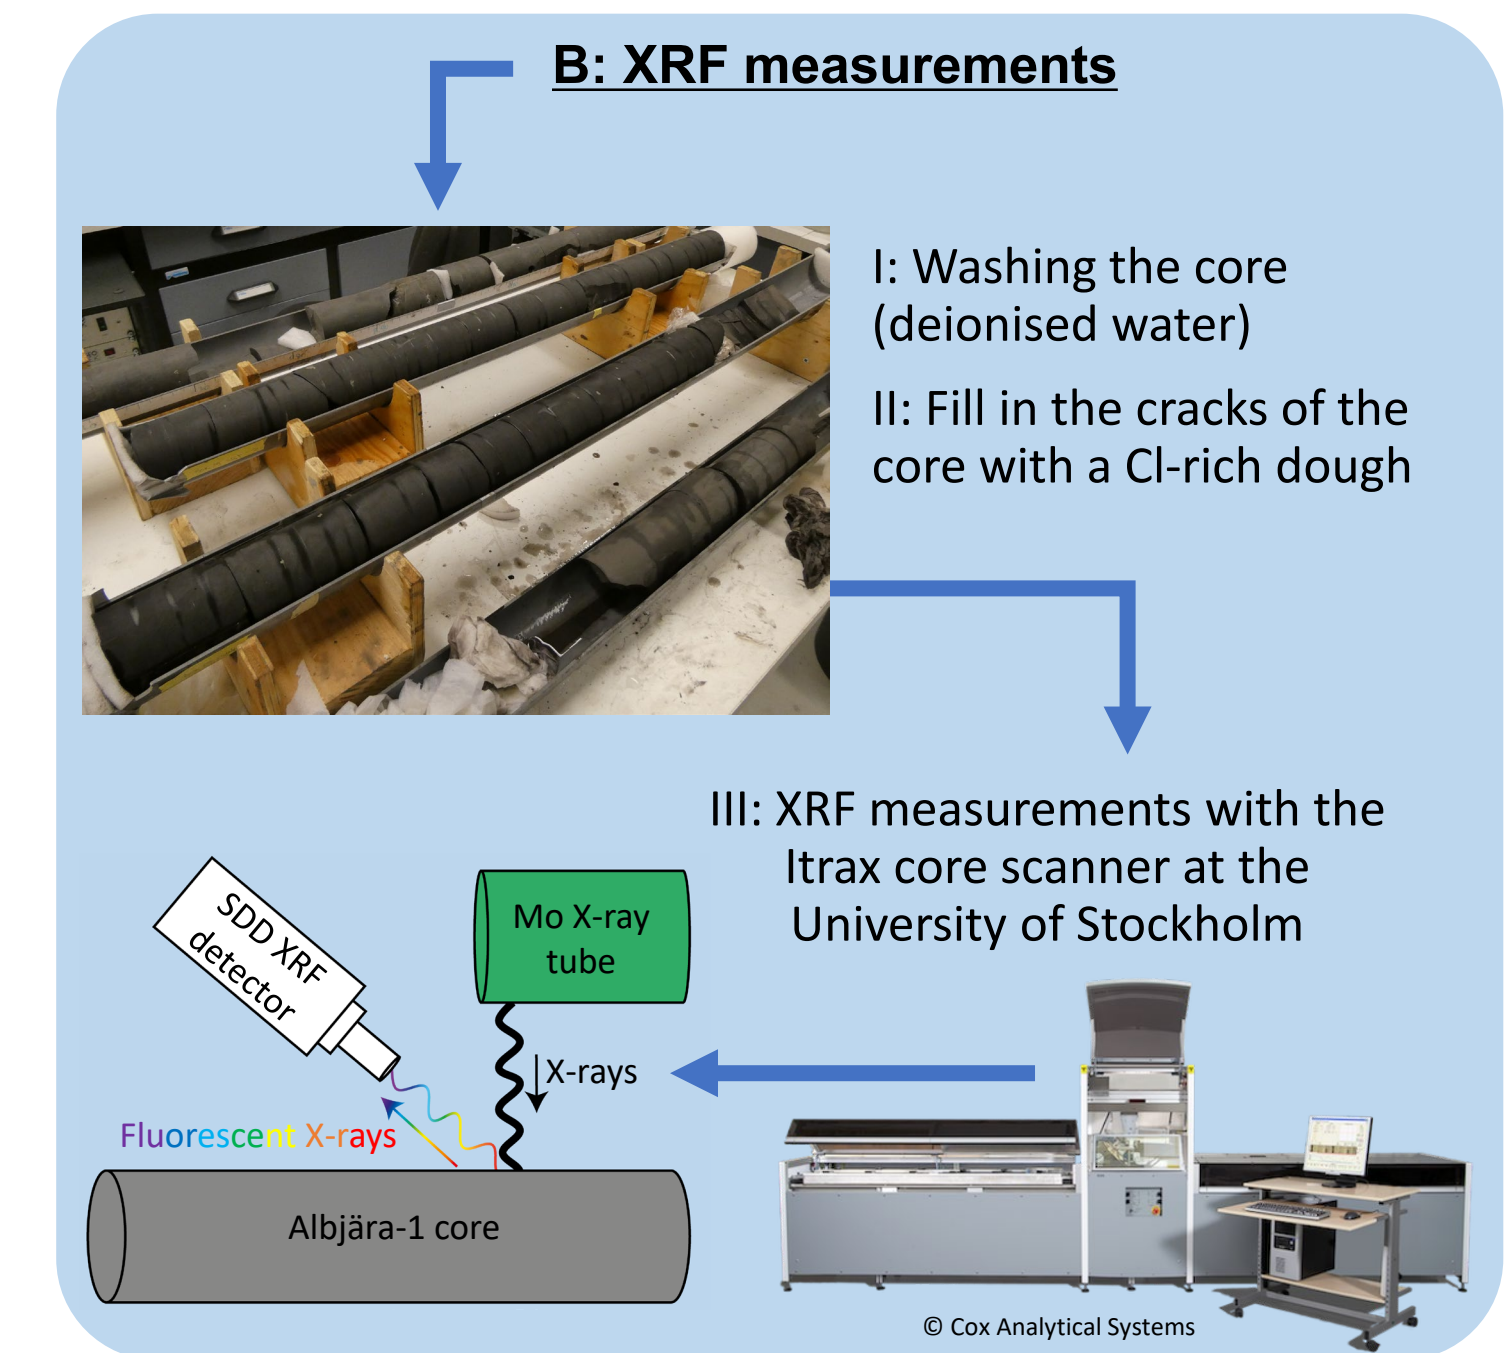 B: XRF measurements
I: Washing the core
(deionised water)
II: Fill in the cracks of the
core with a Cl-rich dough
III: XRF measurements with the
Itrax core scanner at the
University of Stockholm
SDD XRF
detector
Mo X-ray
tube
X-rays
Fluorescent X-rays
Albjära-1 core
© Cox Analytical Systems